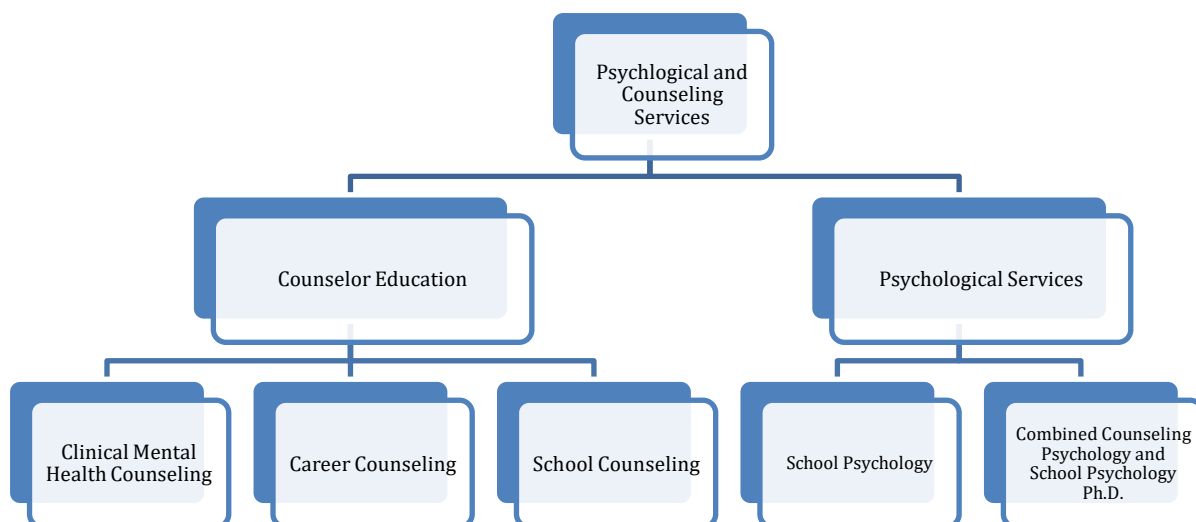 Psychlogical and
Counseling
Services
Counselor Education
Psychological Services
Clinical Mental
Health Counseling
Career Counseling
School Counseling
School Psychology
Combined Counseling
Psychology and
School Psychology
Ph.D.